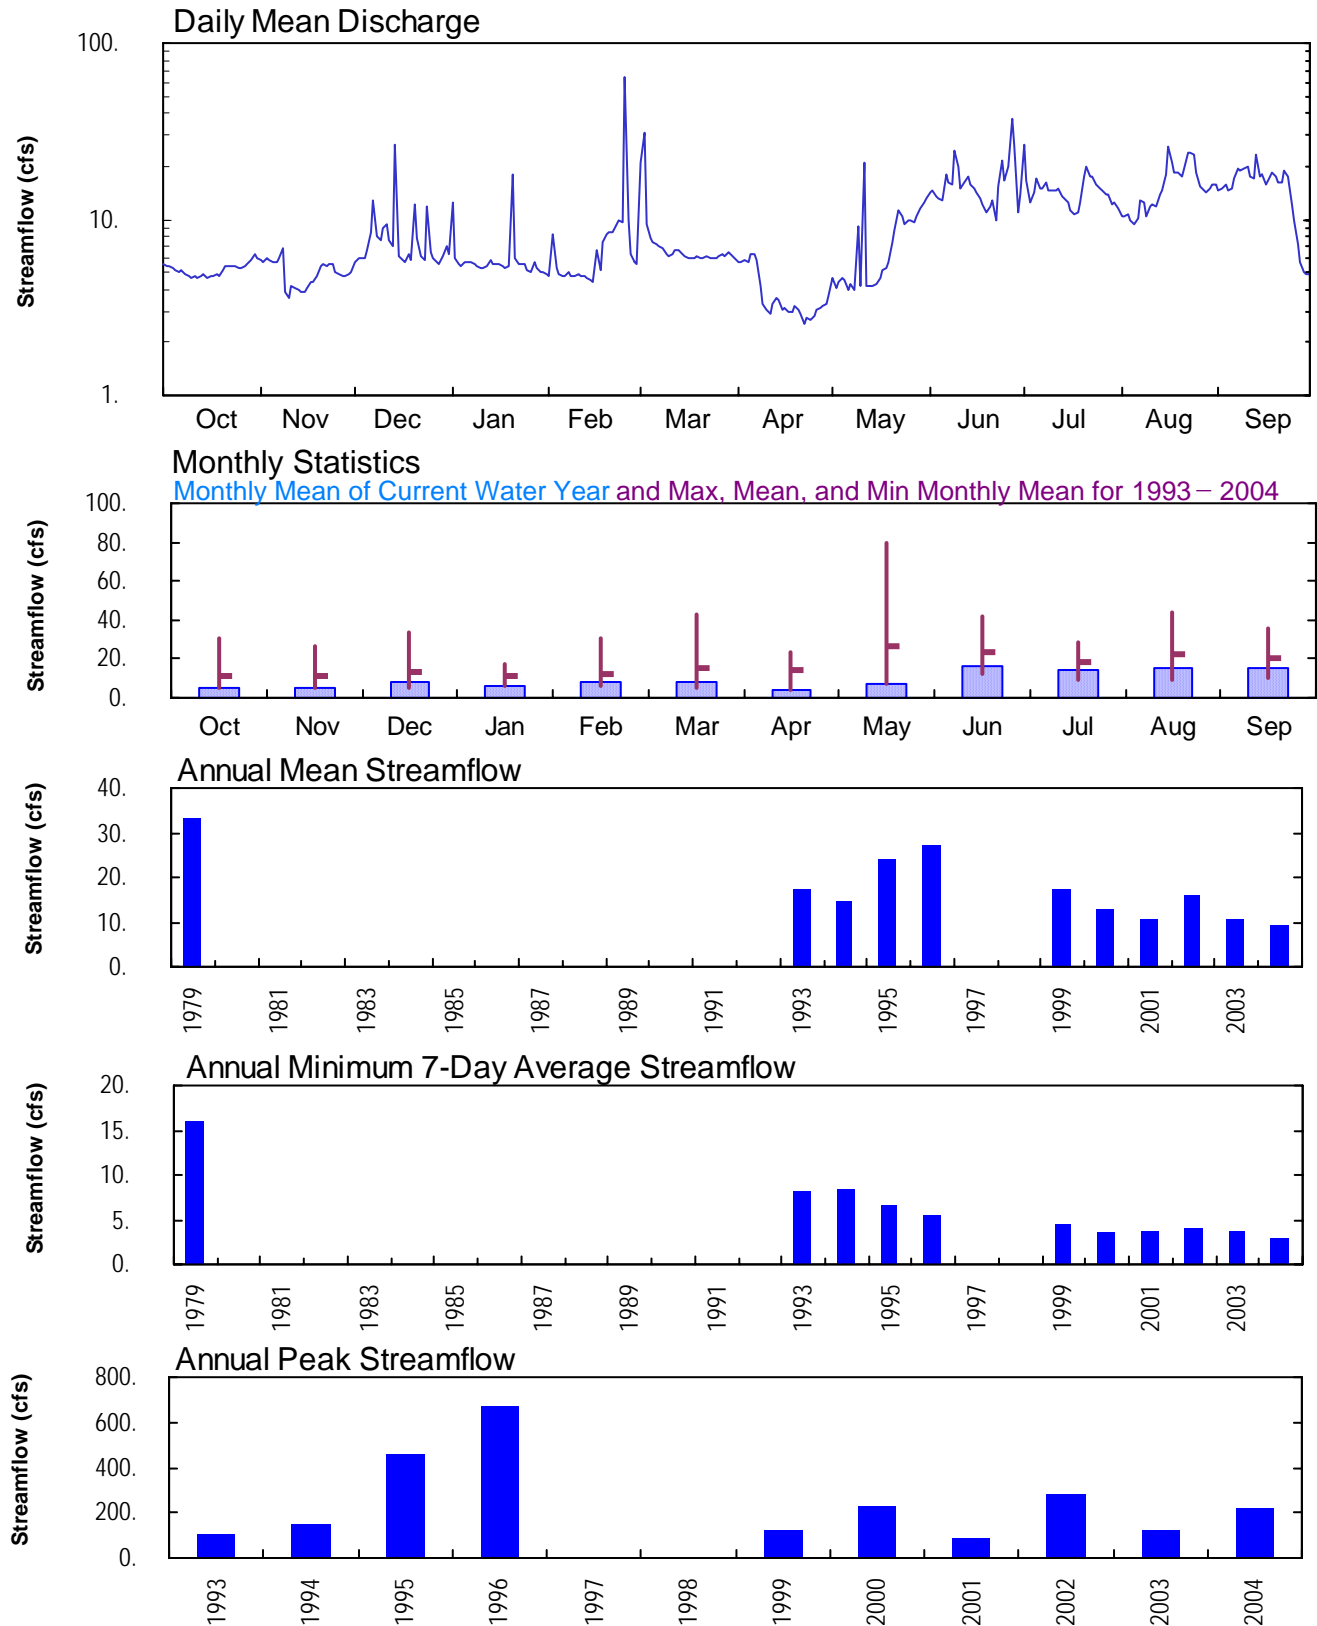 Daily Mean Discharge
Streamflow (cfs)
100.
10.
1.
Oct Nov Dec Jan Feb Mar Apr May Jun Jul Aug Sep
Monthly Statistics
Monthly Mean of Current Water Year and Max, Mean, and Min Monthly Mean for 1993 – 2004
Streamflow (cfs)
100.
80.
60.
40.
20.
0.
Oct Nov Dec Jan Feb Mar Apr May Jun Jul Aug Sep
Annual Mean Streamflow
Streamflow (cfs)
40.
30.
20.
10.
0.
1979 1981 1983 1985 1987 1989 1991 1993 1995 1997 1999 2001 2003
Annual Minimum 7-Day Average Streamflow
Streamflow (cfs)
20.
15.
10.
5.
0.
1979 1981 1983 1985 1987 1989 1991 1993 1995 1997 1999 2001 2003
Annual Peak Streamflow
Streamflow (cfs)
800.
600.
400.
200.
0.
1993 1994 1995 1996 1997 1998 1999 2000 2001 2002 2003 2004